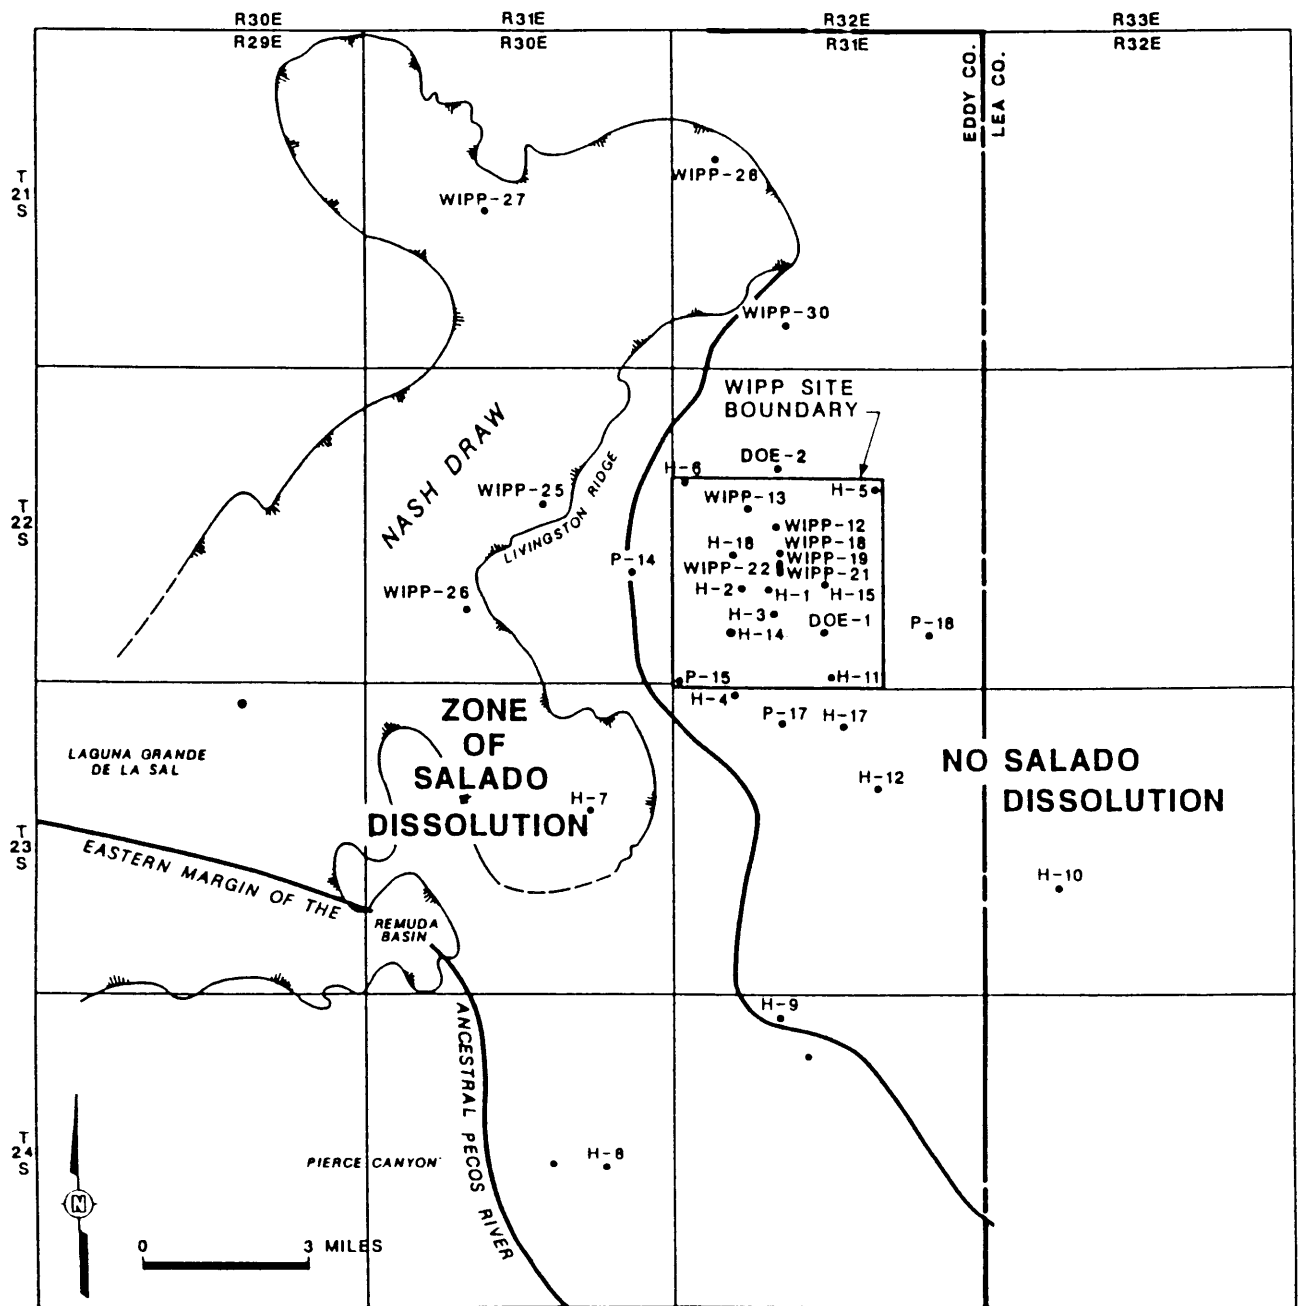 R30E
R31E
R32E
R33E
R29E
R30E
R31E
R32E
EDDY CO.
LEA CO.
T
21
S
WIPP-28
WIPP-27
WIPP-30
WIPP SITE
BOUNDARY
NASH DRAW
LIVINGSTON RIDGE
T
22
S
DOE-2
H-6
H-5
WIPP-25
WIPP-13
WIPP-12
H-18
WIPP-18
P-14
WIPP-19
WIPP-22
WIPP-21
WIPP-26
H-2
H-1
H-15
H-3
DOE-1
P-18
H-14
P-15
H-11
H-4
P-17
H-17
ZONE
OF
SALADO
DISSOLUTION
NO SALADO
DISSOLUTION
LAGUNA GRANDE
DE LA SAL
H-12
H-7
T
23
S
EASTERN MARGIN OF THE
H-10
REMUDA
BASIN
H-9
ANCESTRAL PECOS RIVER
T
24
S
PIERCE CANYON
H-8
N
0
3 MILES